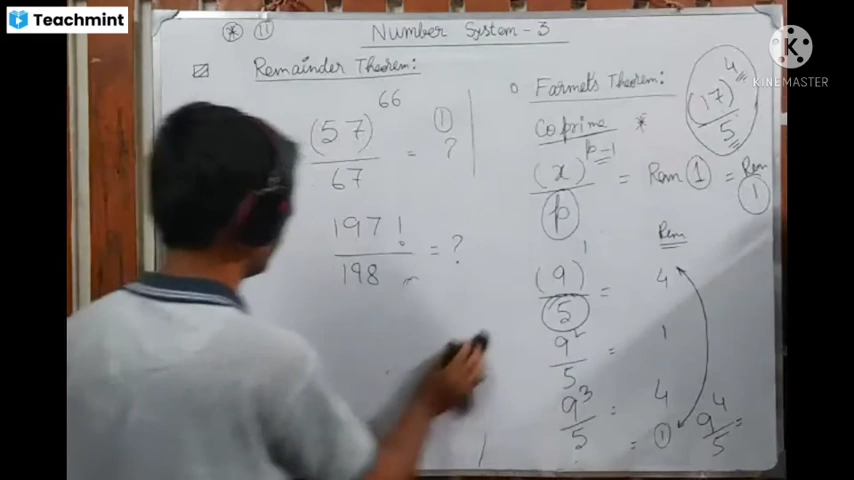 Teachmint
* 11 Number System - 3
Remainder Theorem:
(57)^66 / 67 = ? 1
197! / 198 = ?
Farmet's Theorem:
Co prime *
(x)^p-1 / p = Rem 1 = Rem 1
(17)^4 / 5
K
KINEMASTER
Rem
(9)^1 / 5 = 4
9^2 / 5 = 1
9^3 / 5 = 4
= 1
9^4 / 5 =